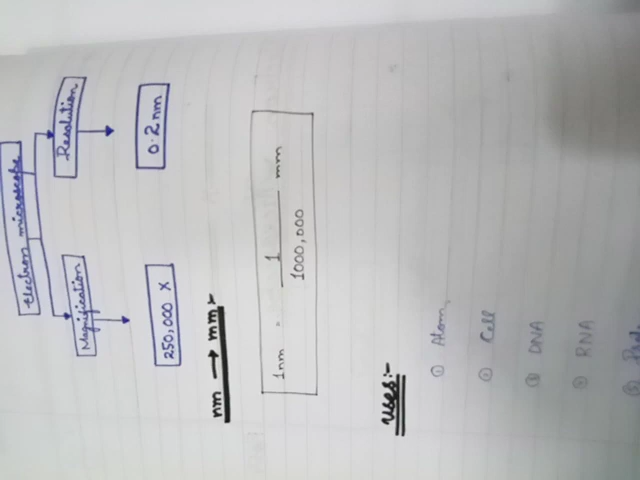 Electron microscope
Magnification Resolution
250,000 X 0.2 nm
nm → mm:-
1nm = 1/1000,000 mm
Uses:-
① Atom,
② Cell
③ DNA
④ RNA
⑤